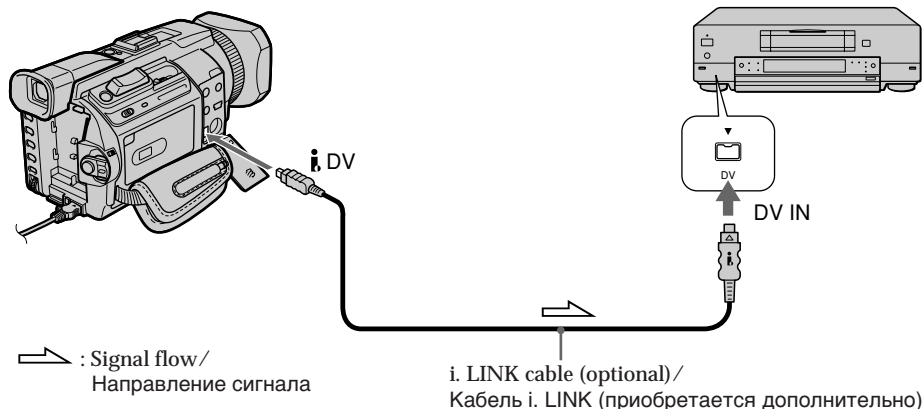 i DV
DV
DV IN
: Signal flow/
Направление сигнала
i. LINK cable (optional)/
Кабель i. LINK (приобретается дополнительно)